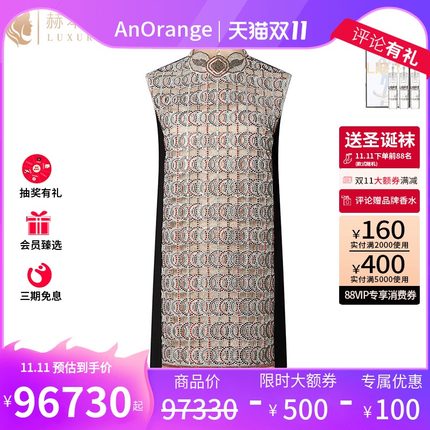 AnOrange | 天猫双11
LUXUR
评论有礼
抽奖有礼
会员臻选
三期免息
送圣诞袜
11.11下单前88名
(款式随机)
双11大额券满减
评论赠品牌香水
¥160
实付满2000使用
¥400
实付满5000使用
88VIP专享消费券
11.11 预估到手价
¥96730起
商品价 限时大额券 专属优惠
97330 - ¥500 - ¥100